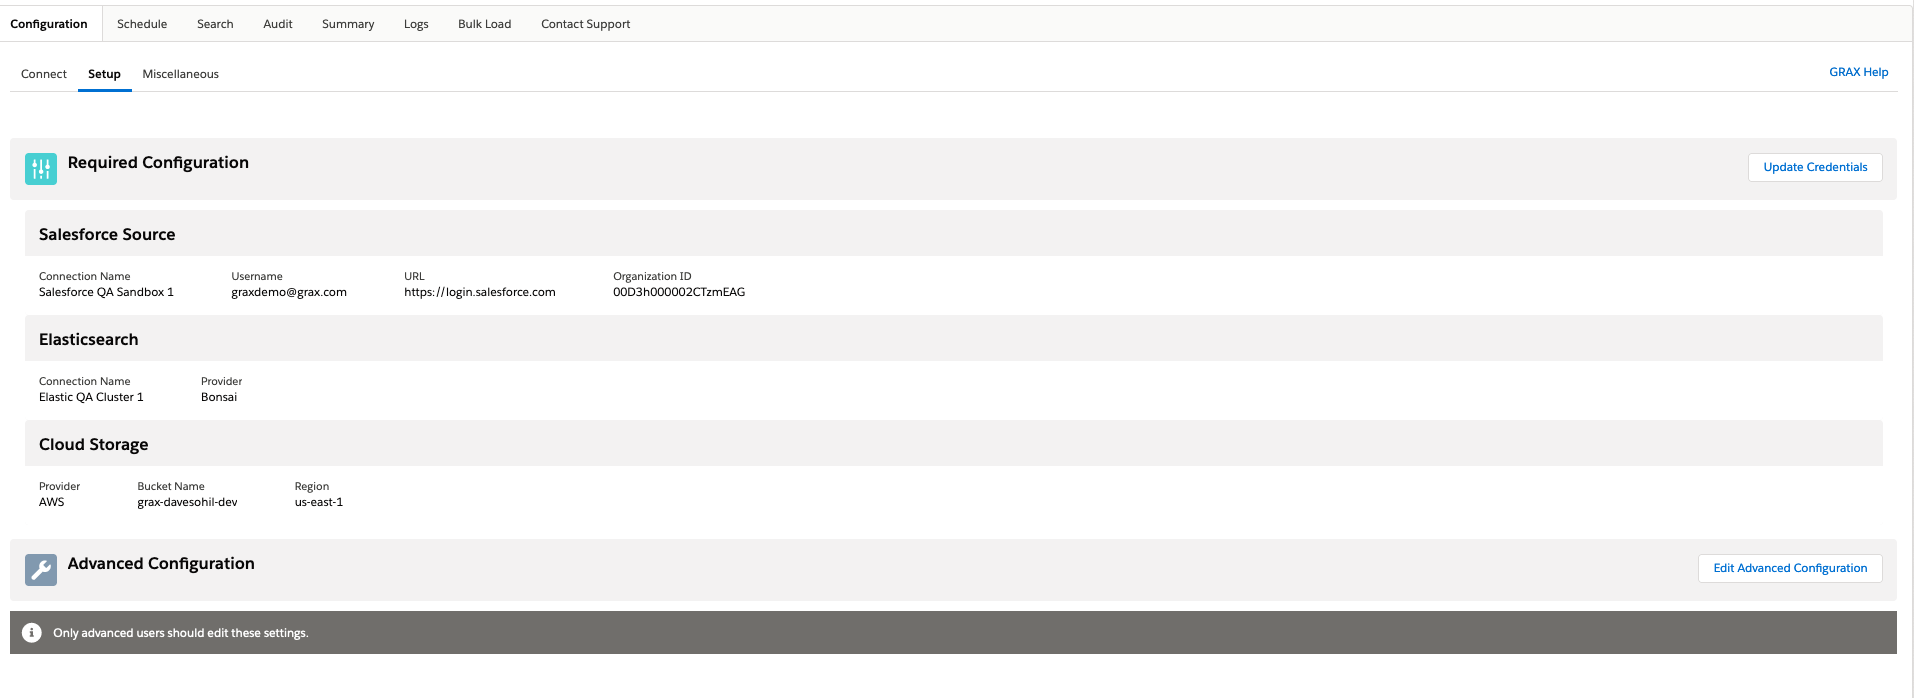 Configuration Schedule Search Audit Summary Logs Bulk Load Contact Support
Connect Setup Miscellaneous GRAX Help
Required Configuration Update Credentials
Salesforce Source
Connection Name Username URL Organization ID
Salesforce QA Sandbox 1 graxdemo@grax.com https://login.salesforce.com 00D3h000002CTzmEAG
Elasticsearch
Connection Name Provider
Elastic QA Cluster 1 Bonsai
Cloud Storage
Provider Bucket Name Region
AWS grax-davesohil-dev us-east-1
Advanced Configuration Edit Advanced Configuration
Only advanced users should edit these settings.